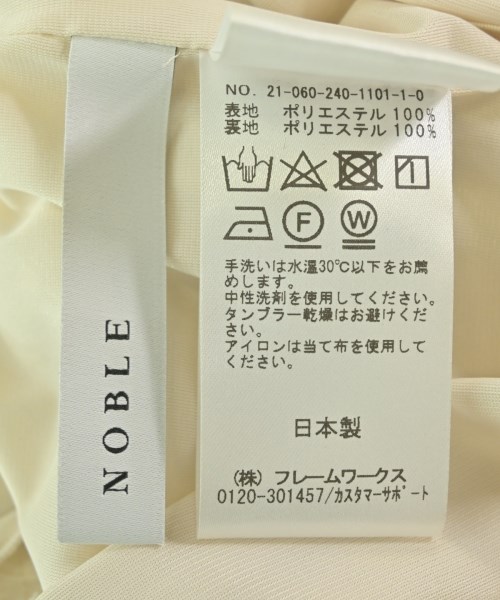 NOBLE
NO. 21-060-240-1101-1-0
表地 ポリエステル 100%
裏地 ポリエステル 100%
F
W
手洗いは水温30℃以下をお薦
めします。
中性洗剤を使用してください。
タンブラー乾燥はお避けくだ
さい。
アイロンは当て布を使用して
ください。
日本製
(株) フレームワークス
0120-301457/カスタマーサポート